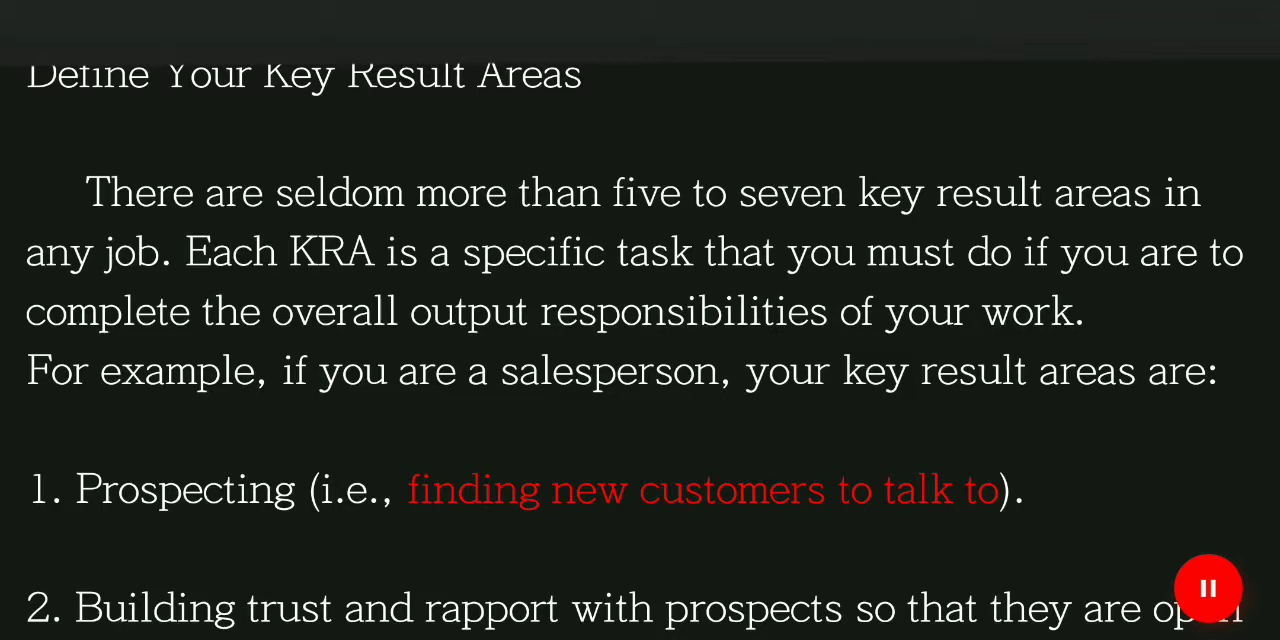 Define Your Key Result Areas
There are seldom more than five to seven key result areas in
any job. Each KRA is a specific task that you must do if you are to
complete the overall output responsibilities of your work.
For example, if you are a salesperson, your key result areas are:
1. Prospecting (i.e., finding new customers to talk to).
2. Building trust and rapport with prospects so that they are